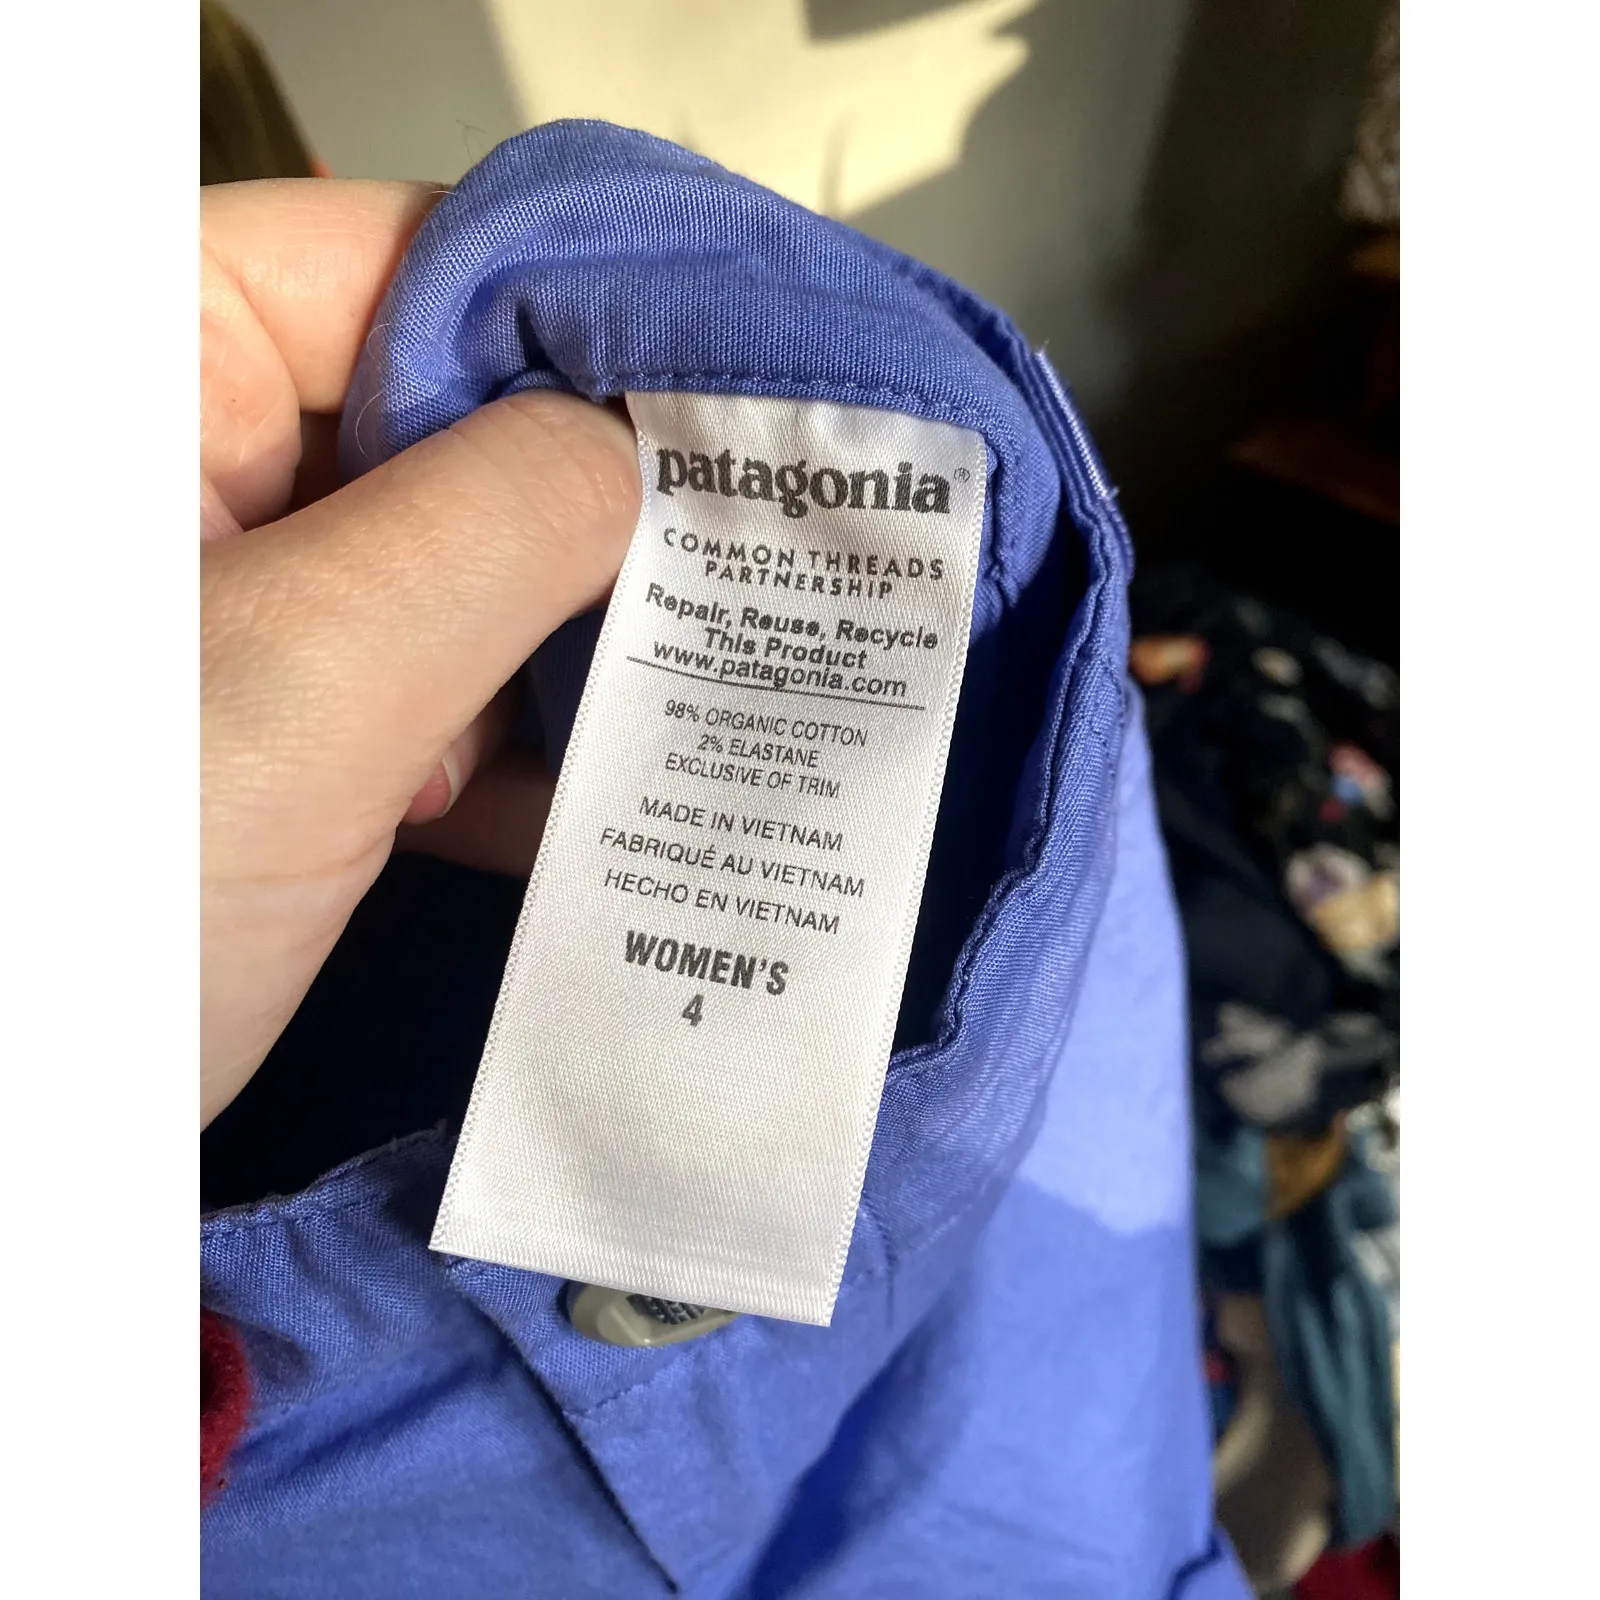 patagonia®
COMMON THREADS
PARTNERSHIP
Repair, Reuse, Recycle
This Product
www.patagonia.com
98% ORGANIC COTTON
2% ELASTANE
EXCLUSIVE OF TRIM
MADE IN VIETNAM
FABRIQUÉ AU VIETNAM
HECHO EN VIETNAM
WOMEN'S
4